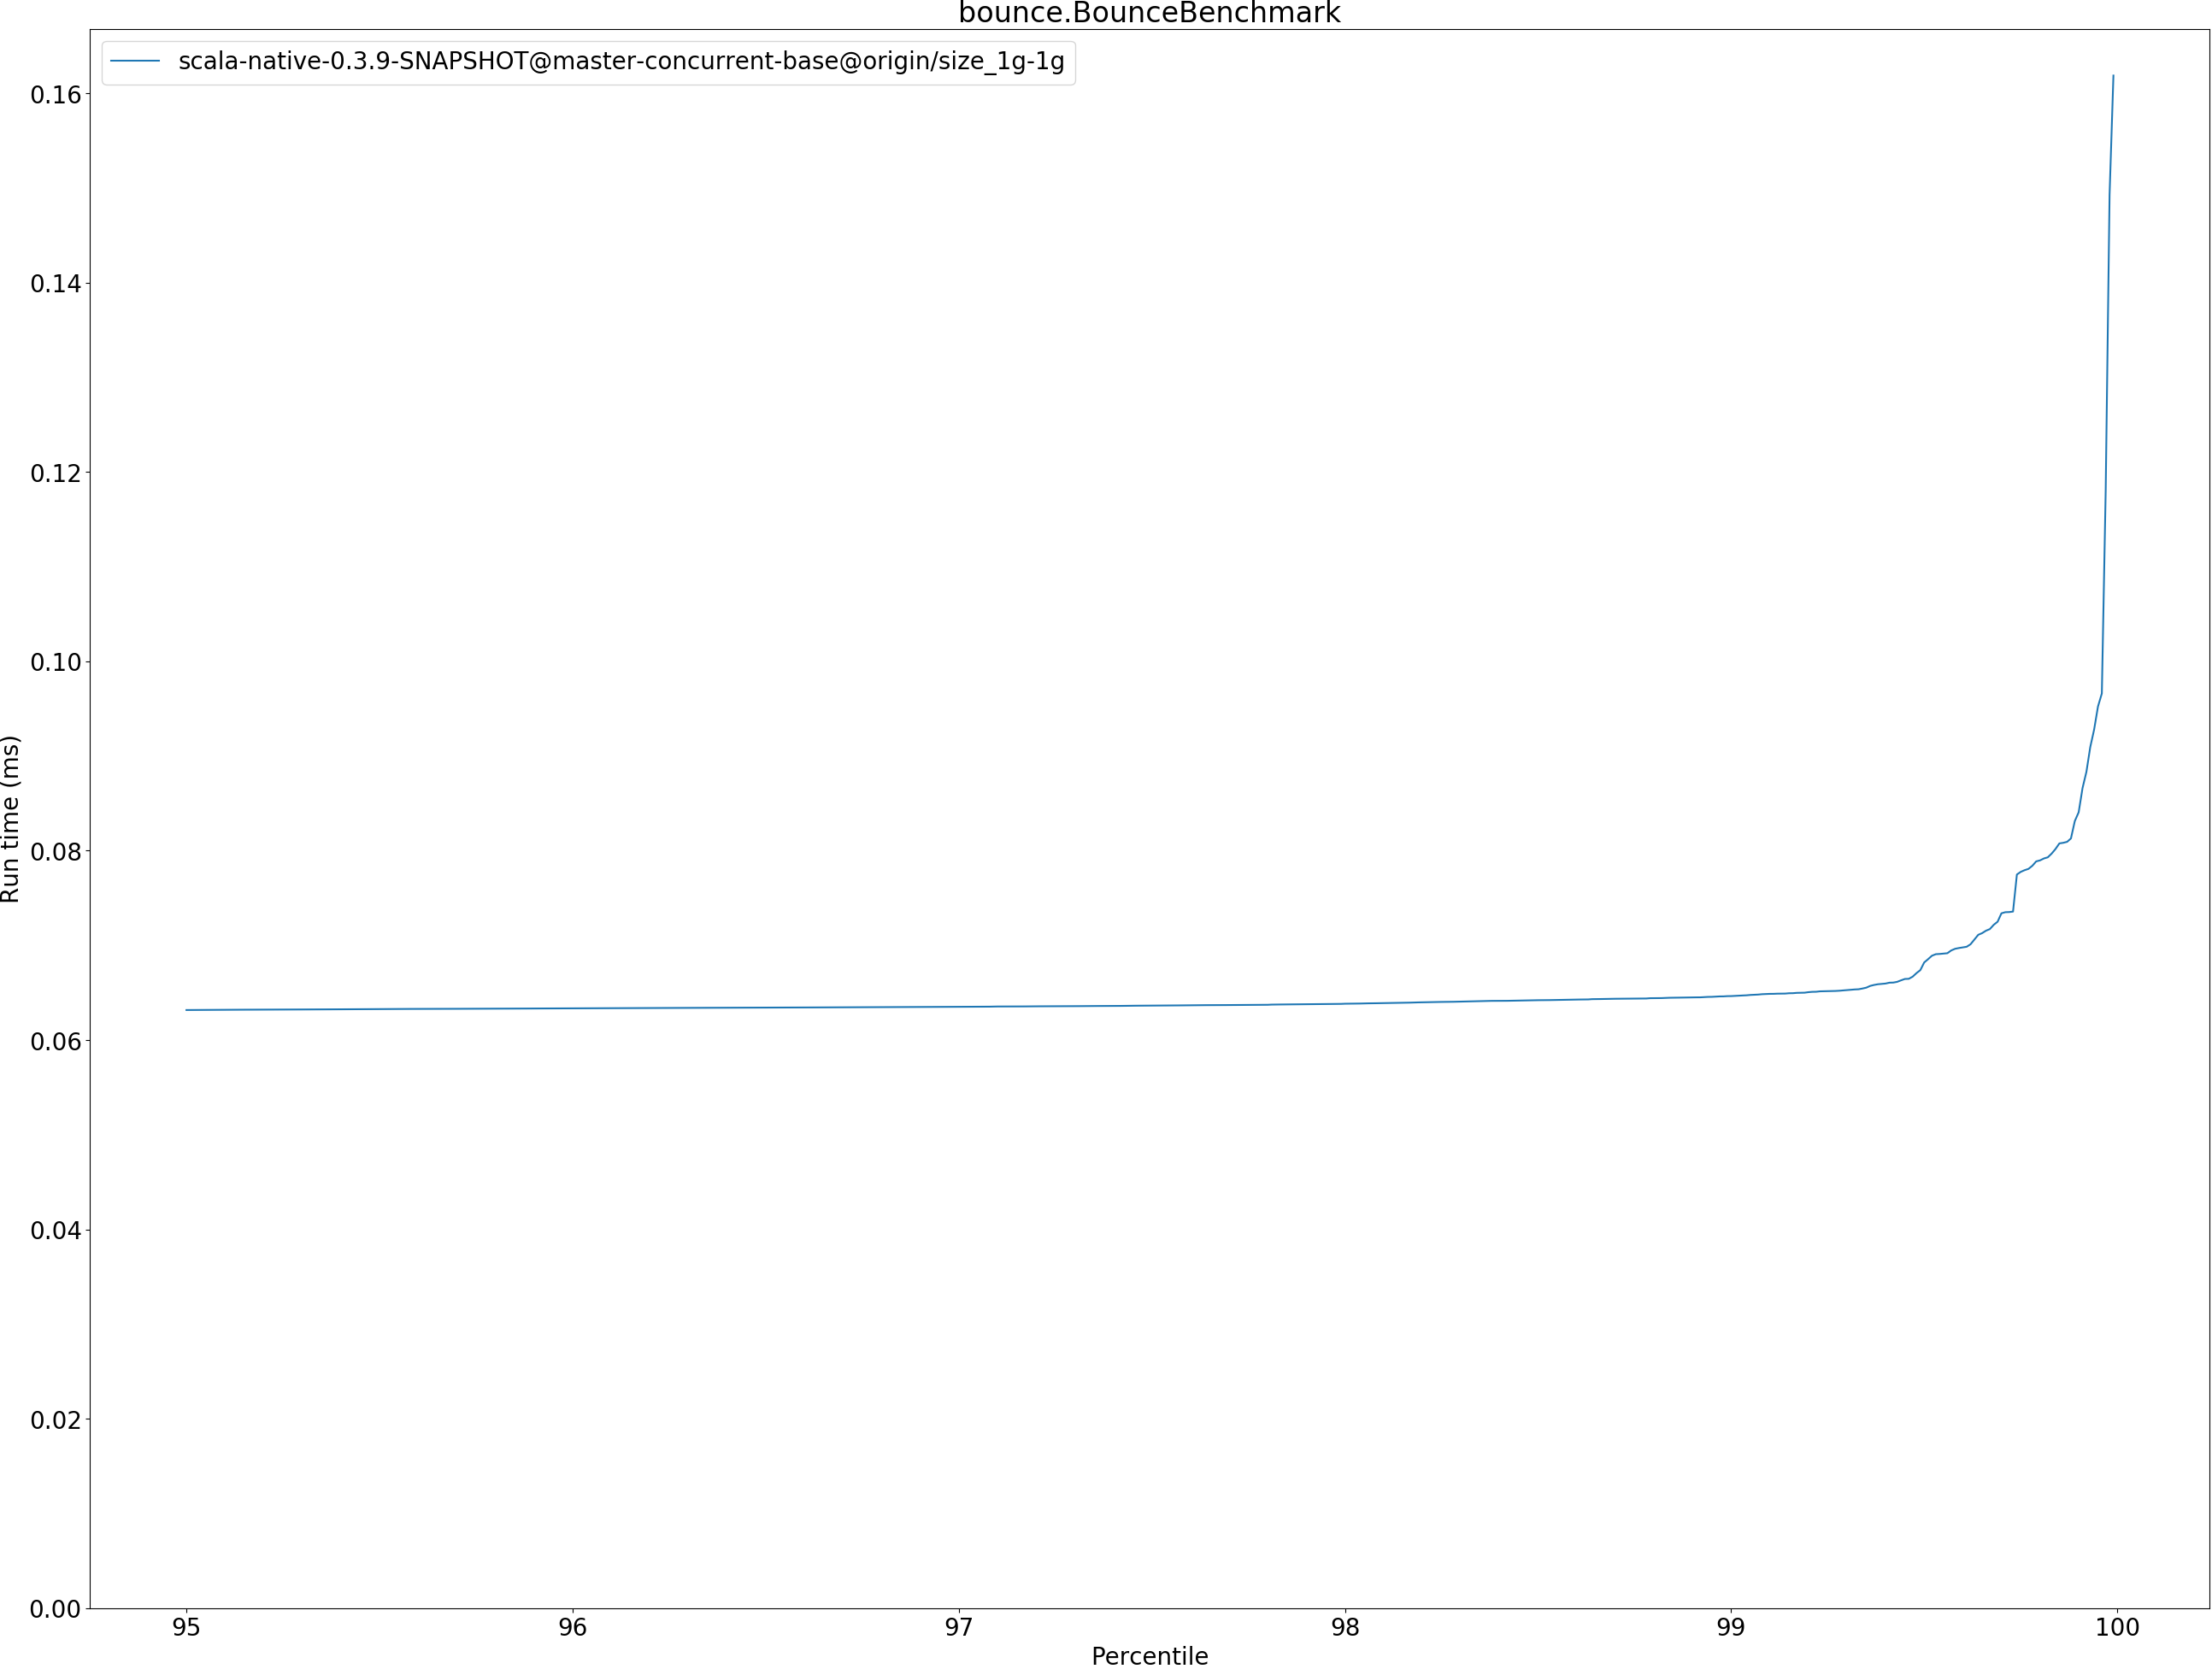 bounce.BounceBenchmark
scala-native-0.3.9-SNAPSHOT@master-concurrent-base@origin/size_1g-1g
0.16
0.14
0.12
0.10
0.08
0.06
0.04
0.02
0.00
Run time (ms)
95 96 97 98 99 100
Percentile